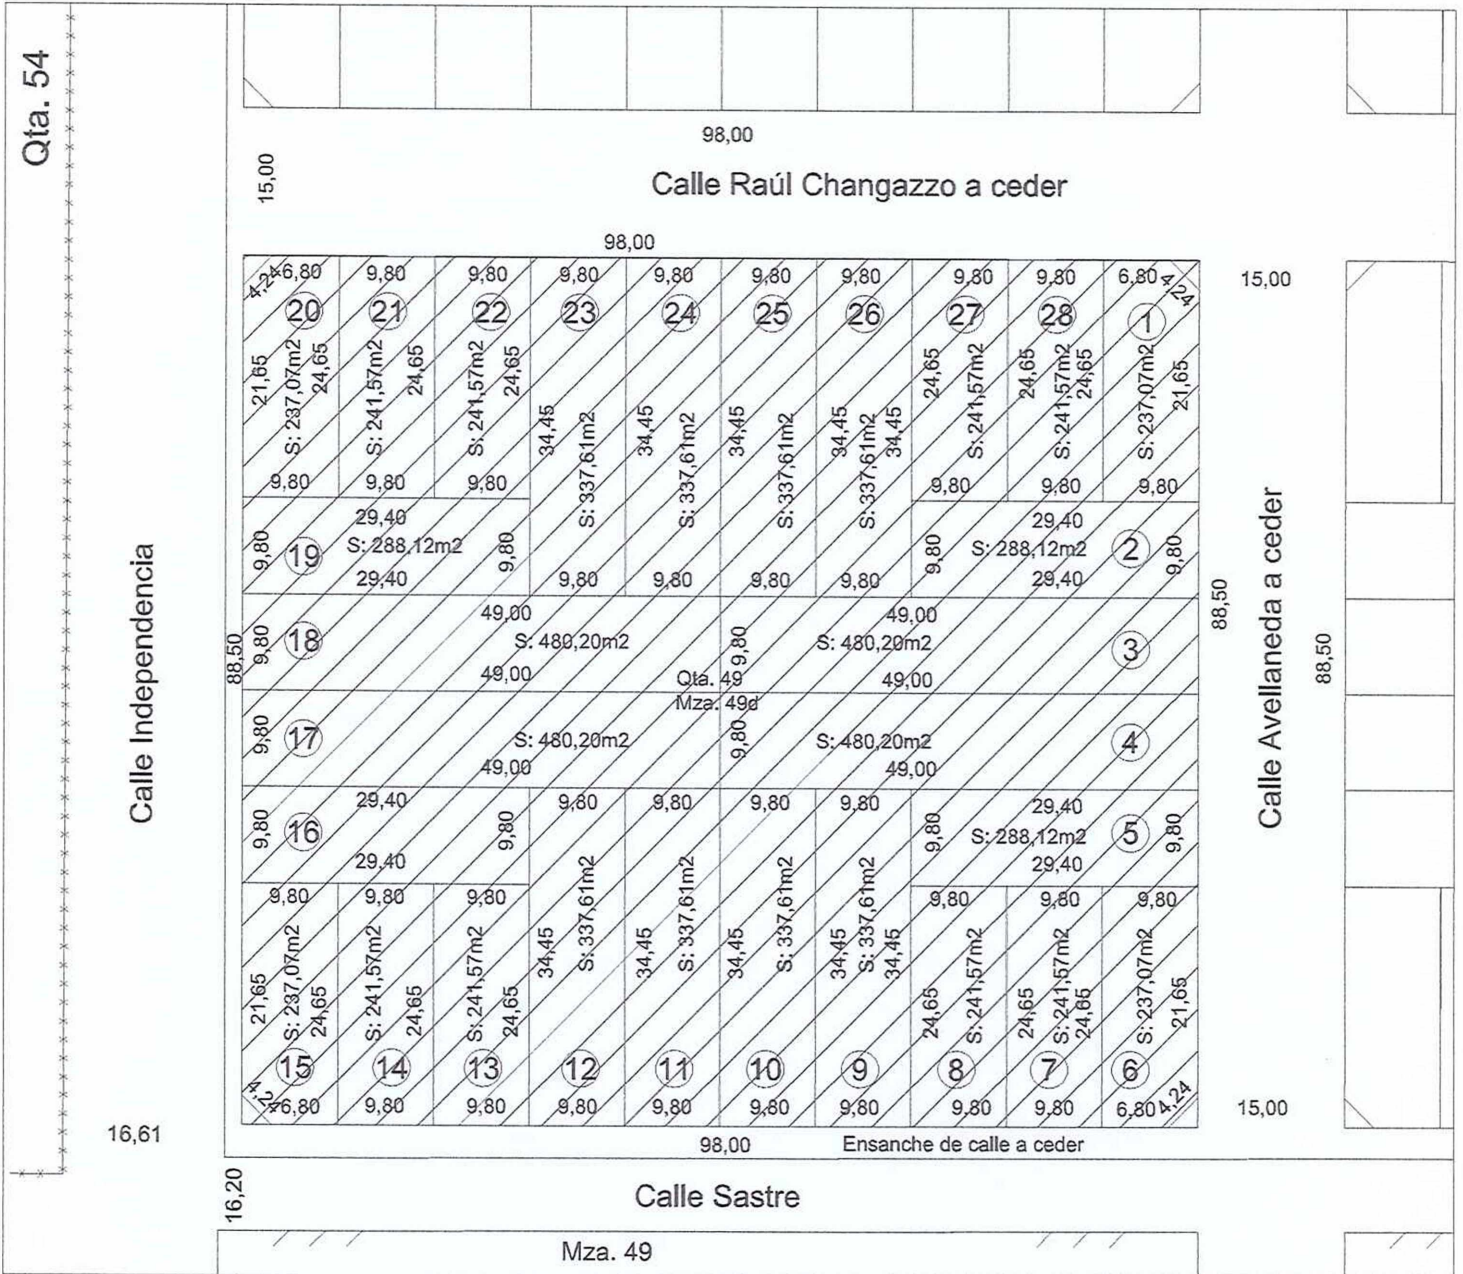 Qta. 54
98,00
15,00
Calle Raúl Changazzo a ceder
98,00
4,24 6,80 9,80 9,80 9,80 9,80 9,80 9,80 9,80 9,80 6,80 4,24
15,00
20 21 22 23 24 25 26 27 28 1
21,65 S: 237,07m2 24,65 S: 241,57m2 24,65 S: 241,57m2 24,65 34,45 S: 337,61m2 34,45 S: 337,61m2 34,45 S: 337,61m2 34,45 S: 337,61m2 34,45 24,65 S: 241,57m2 24,65 S: 241,57m2 24,65 S: 237,07m2 21,65
9,80 9,80 9,80 9,80 9,80 9,80
29,40 29,40
9,80 19 S: 288,12m2 9,80 9,80 S: 288,12m2 2 9,80
29,40 9,80 9,80 9,80 9,80 29,40
49,00 49,00
9,80 18 S: 480,20m2 9,80 S: 480,20m2 3
49,00 49,00
Qta. 49
Mza. 49d
88,50
88,50
88,50
Calle Independencia
Calle Avellaneda a ceder
9,80 17 S: 480,20m2 9,80 S: 480,20m2 4
49,00 49,00
29,40 9,80 9,80 9,80 9,80 29,40
9,80 16 9,80 9,80 S: 288,12m2 5 9,80
29,40 29,40
9,80 9,80 9,80 9,80 9,80 9,80
21,65 S: 237,07m2 24,65 S: 241,57m2 24,65 S: 241,57m2 24,65 34,45 S: 337,61m2 34,45 S: 337,61m2 34,45 S: 337,61m2 34,45 S: 337,61m2 34,45 24,65 S: 241,57m2 24,65 S: 241,57m2 24,65 S: 237,07m2 21,65
15 14 13 12 11 10 9 8 7 6
4,24 6,80 9,80 9,80 9,80 9,80 9,80 9,80 9,80 9,80 6,80 4,24
15,00
16,61
98,00 Ensanche de calle a ceder
16,20
Calle Sastre
Mza. 49